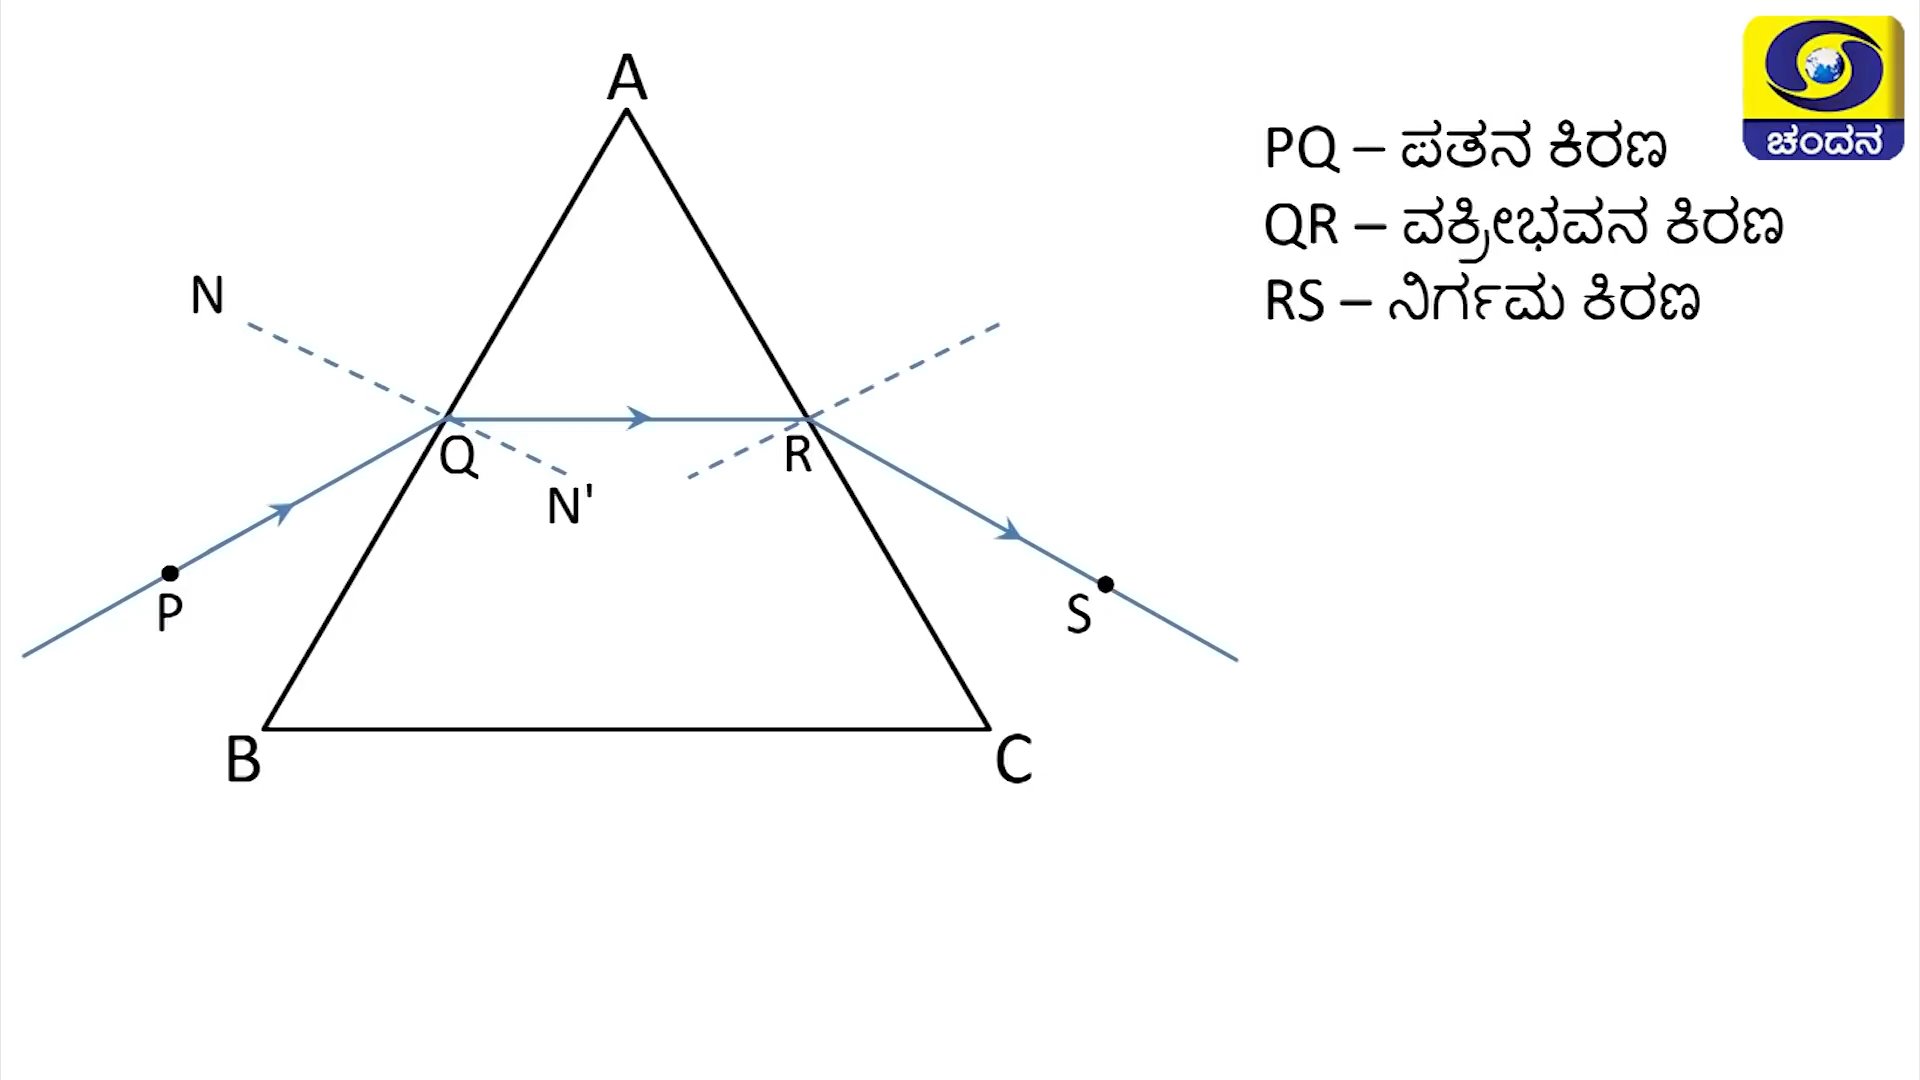 A
PQ – ಪತನ ಕಿರಣ
ಚಂದನ
QR – ವಕ್ರೀಭವನ ಕಿರಣ
RS – ನಿರ್ಗಮ ಕಿರಣ
N
Q
R
N'
P
S
B
C